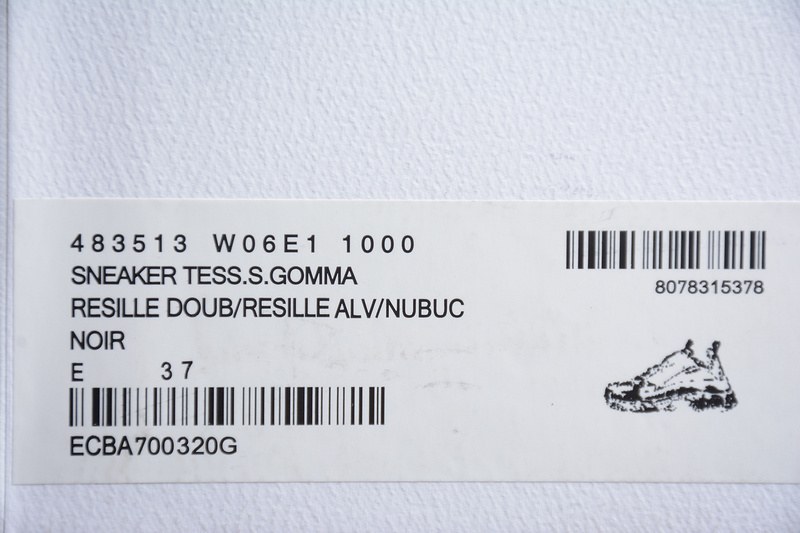 483513 W06E1 1000
SNEAKER TESS.S.GOMMA
RESILLE DOUB/RESILLE ALV/NUBUC
NOIR
E 37
ECBA700320G
8078315378